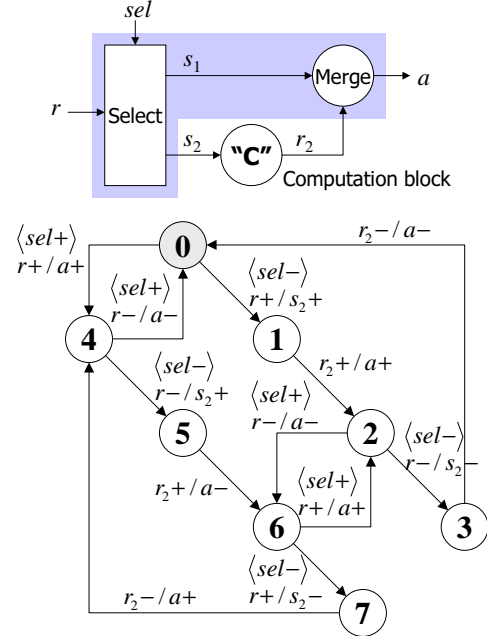 sel
s₁
Merge
a
r
Select
s₂
"C"
r₂
Computation block
⟨sel+⟩
r+/a+
0
r₂−/a−
⟨sel+⟩
r−/a−
⟨sel−⟩
r+/s₂+
4
1
⟨sel−⟩
r−/s₂+
r₂+/a+
⟨sel+⟩
r−/a−
5
2
⟨sel−⟩
r−/s₂−
r₂+/a−
⟨sel+⟩
r+/a+
6
3
⟨sel−⟩
r+/s₂−
r₂−/a+
7